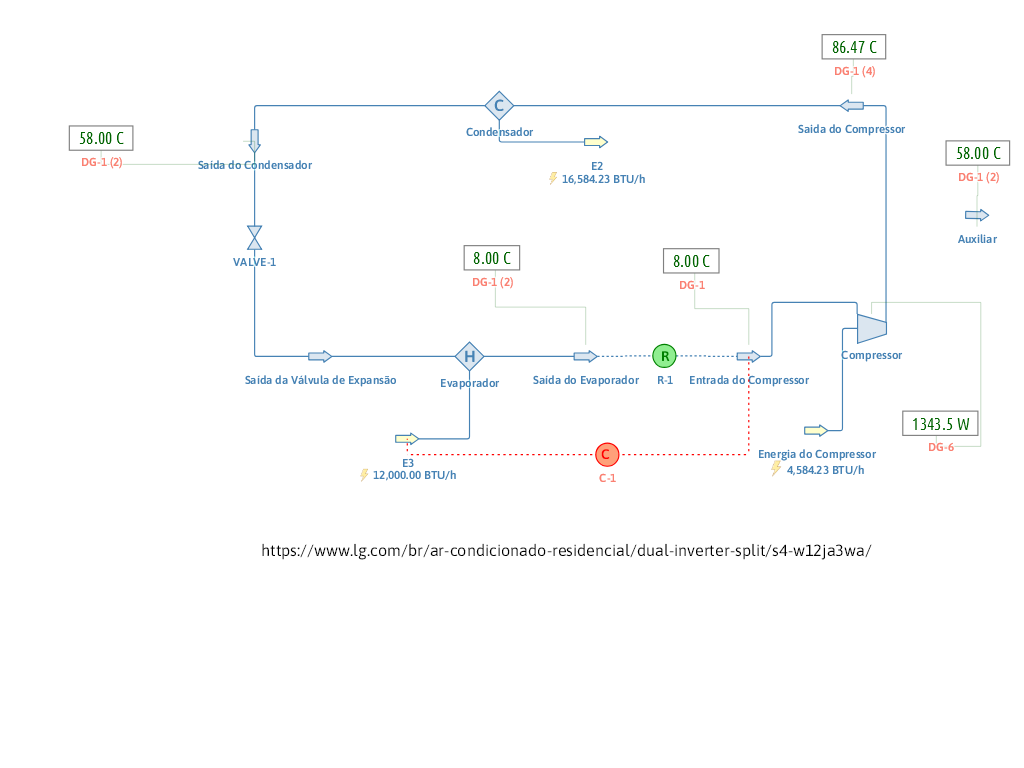 86.47 C
DG-1 (4)
C
Condensador
Saida do Compressor
58.00 C
DG-1 (2)
Saida do Condensador
E2
16,584.23 BTU/h
58.00 C
DG-1 (2)
Auxiliar
VALVE-1
8.00 C
DG-1 (2)
8.00 C
DG-1
H
R
Compressor
Saida da Válvula de Expansão
Evaporador
Saida do Evaporador
R-1
Entrada do Compressor
1343.5 W
DG-6
E3
12,000.00 BTU/h
C
C-1
Energia do Compressor
4,584.23 BTU/h
https://www.lg.com/br/ar-condicionado-residencial/dual-inverter-split/s4-w12ja3wa/